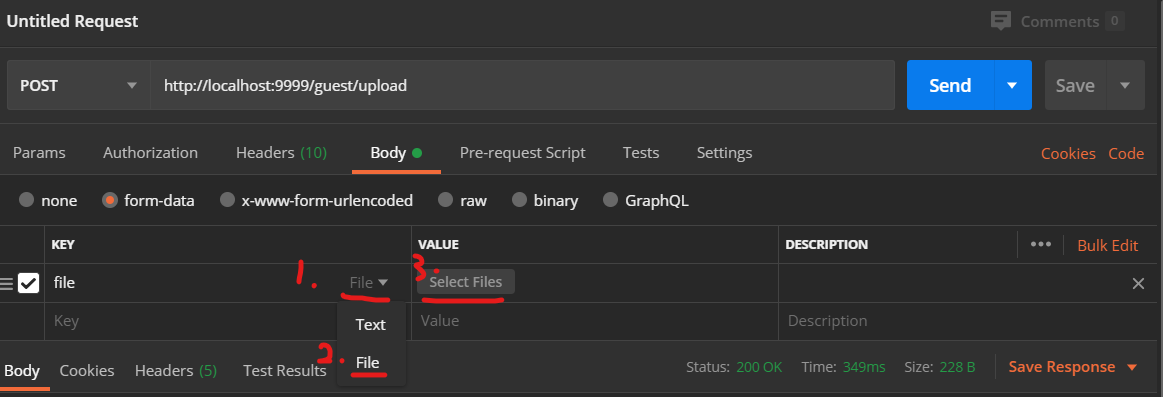 Untitled Request
Comments 0
POST http://localhost:9999/guest/upload Send Save
Params Authorization Headers (10) Body Pre-request Script Tests Settings Cookies Code
none form-data x-www-form-urlencoded raw binary GraphQL
KEY VALUE DESCRIPTION ••• Bulk Edit
file 1. File 3. Select Files
Key Value Description
Text
2. File
Body Cookies Headers (5) Test Results Status: 200 OK Time: 349ms Size: 228 B Save Response